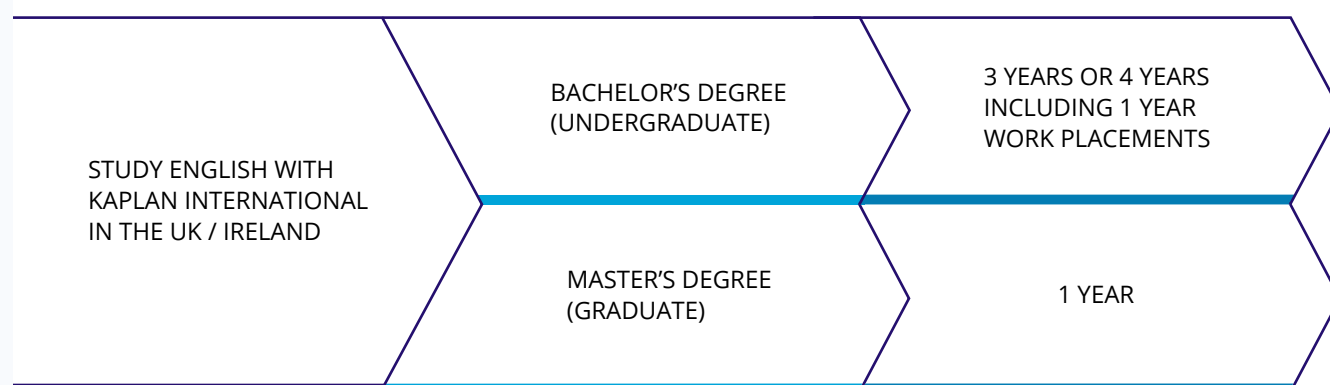 STUDY ENGLISH WITH
KAPLAN INTERNATIONAL
IN THE UK / IRELAND
BACHELOR’S DEGREE
(UNDERGRADUATE)
3 YEARS OR 4 YEARS
INCLUDING 1 YEAR
WORK PLACEMENTS
MASTER’S DEGREE
(GRADUATE)
1 YEAR